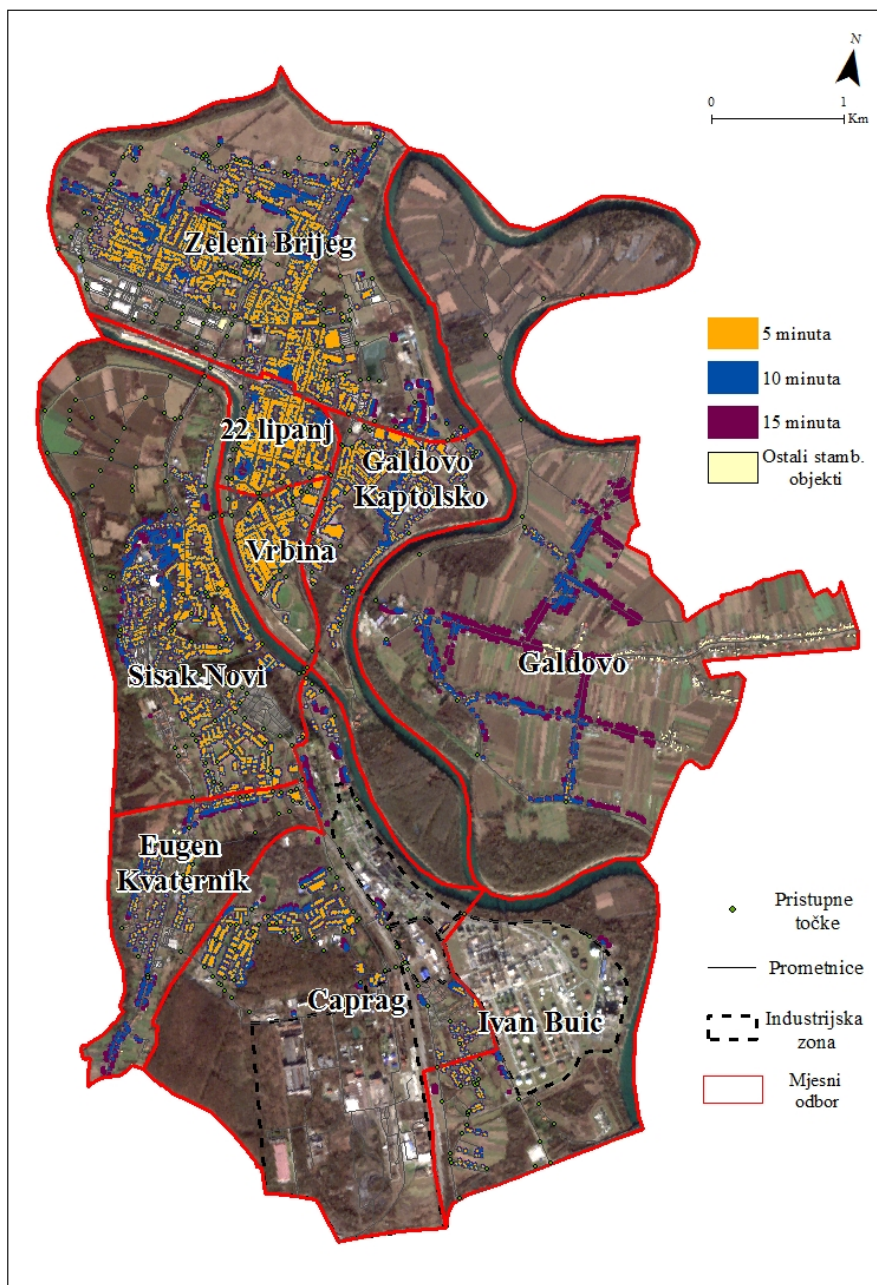 N
0 1
Km
Zeleni Brijeg
5 minuta
10 minuta
15 minuta
Ostali stamb.
objekti
22 lipanj
Galdovo
Kaptolsko
Vrbina
Galdovo
Sisak Novi
Eugen
Kvaternik
Caprag
Ivan Buic
Pristupne
točke
Prometnice
Industrijska
zona
Mjesni
odbor